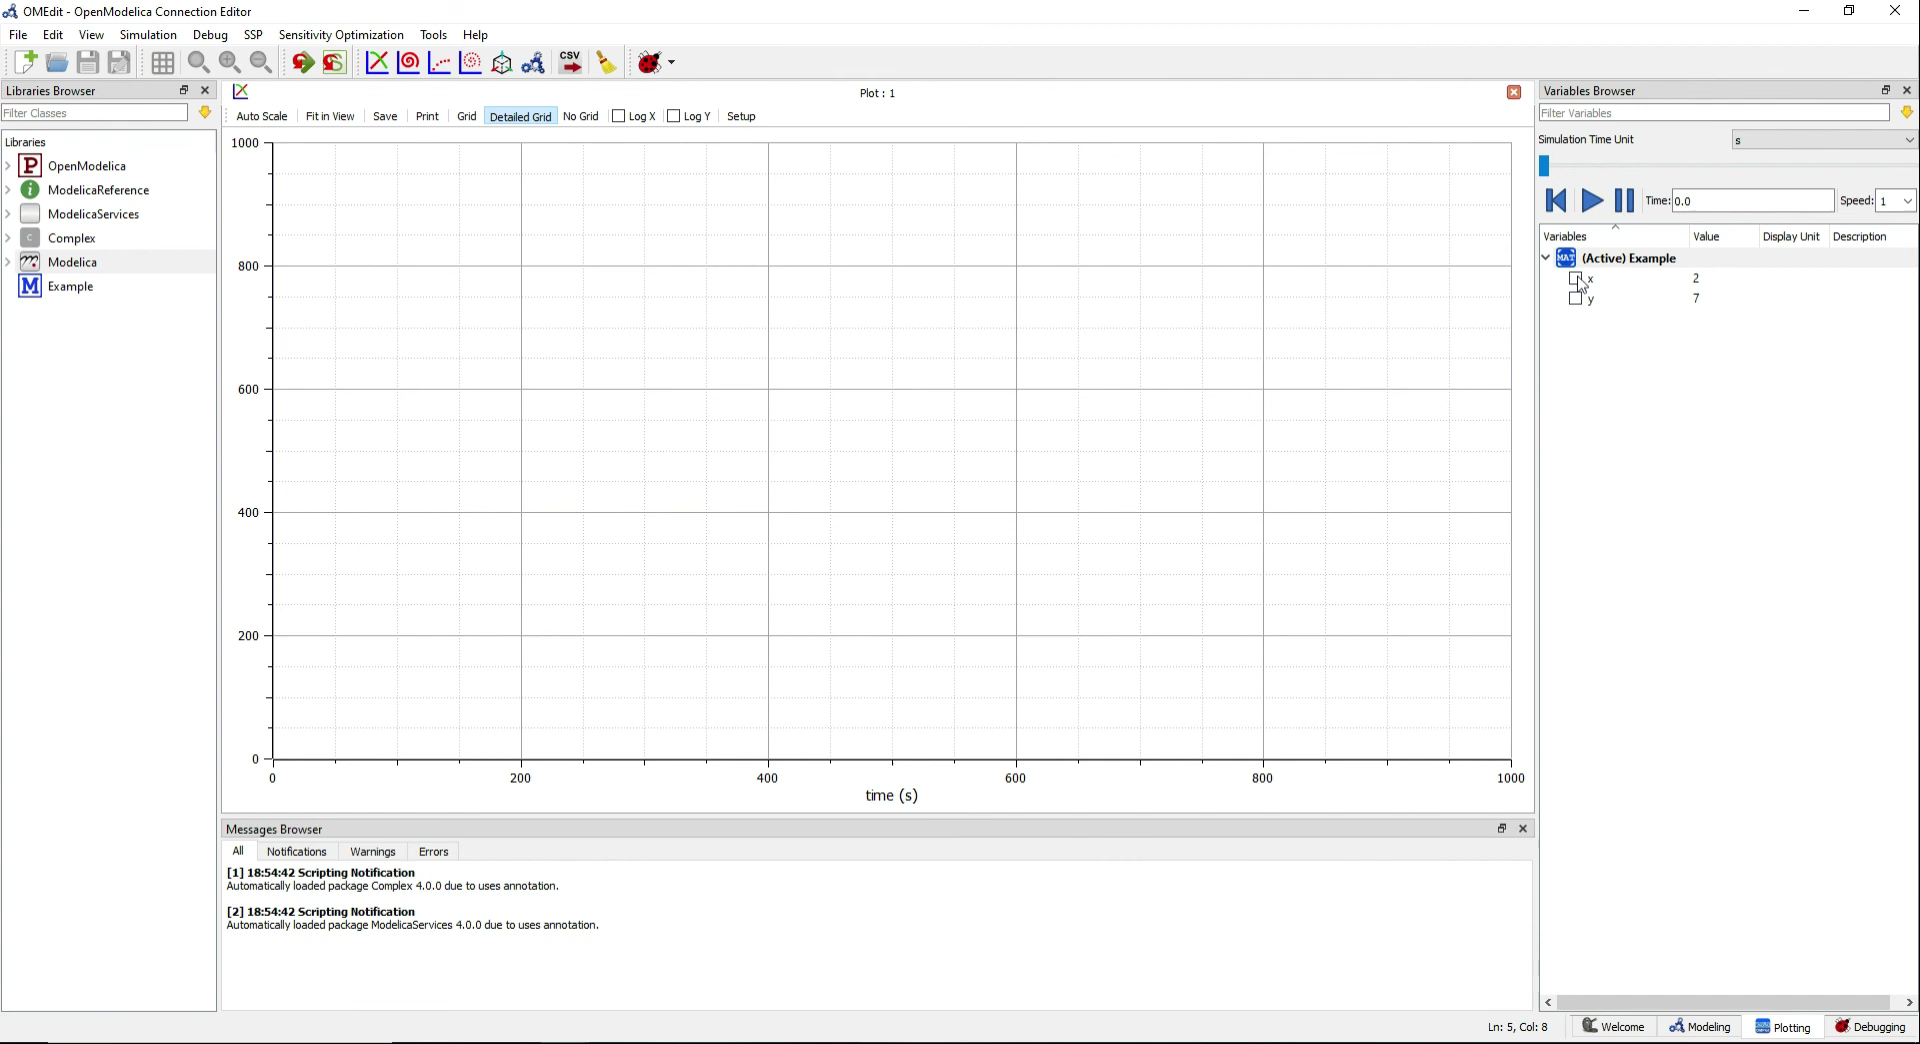 OMEdit - OpenModelica Connection Editor
File Edit View Simulation Debug SSP Sensitivity Optimization Tools Help
CSV
Libraries Browser
Filter Classes
Libraries
P OpenModelica
i ModelicaReference
ModelicaServices
C Complex
m Modelica
M Example
Plot : 1
Auto Scale Fit in View Save Print Grid Detailed Grid No Grid Log X Log Y Setup
1000
800
600
400
200
0
0 200 400 600 800 1000
time (s)
Messages Browser
All Notifications Warnings Errors
[1] 18:54:42 Scripting Notification
Automatically loaded package Complex 4.0.0 due to uses annotation.
[2] 18:54:42 Scripting Notification
Automatically loaded package ModelicaServices 4.0.0 due to uses annotation.
Variables Browser
Filter Variables
Simulation Time Unit s
Time: 0.0 Speed: 1
Variables Value Display Unit Description
MAT (Active) Example
x 2
y 7
Ln: 5, Col: 8 Welcome Modeling Plotting Debugging